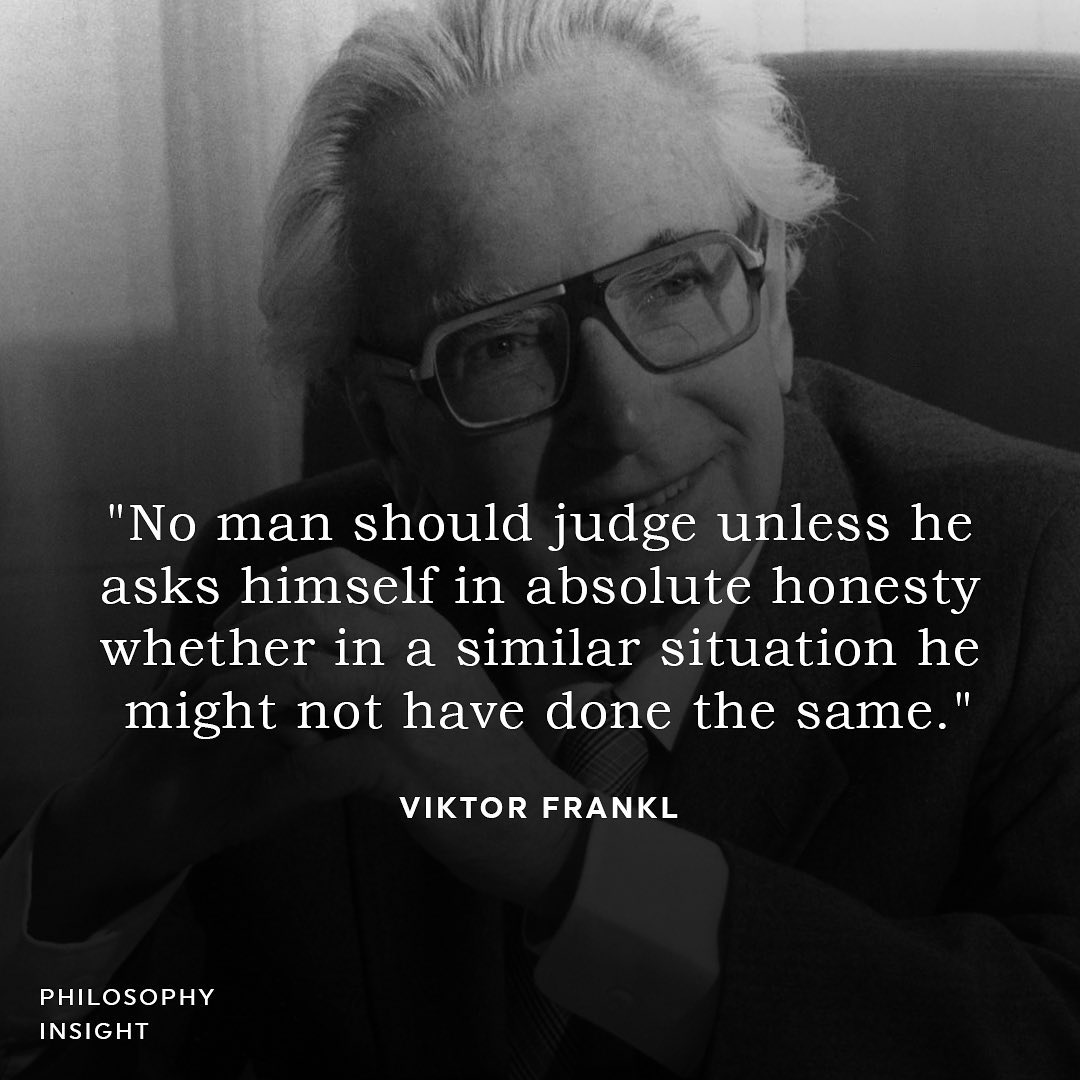 "No man should judge unless he
asks himself in absolute honesty
whether in a similar situation he
might not have done the same."
VIKTOR FRANKL
PHILOSOPHY
INSIGHT